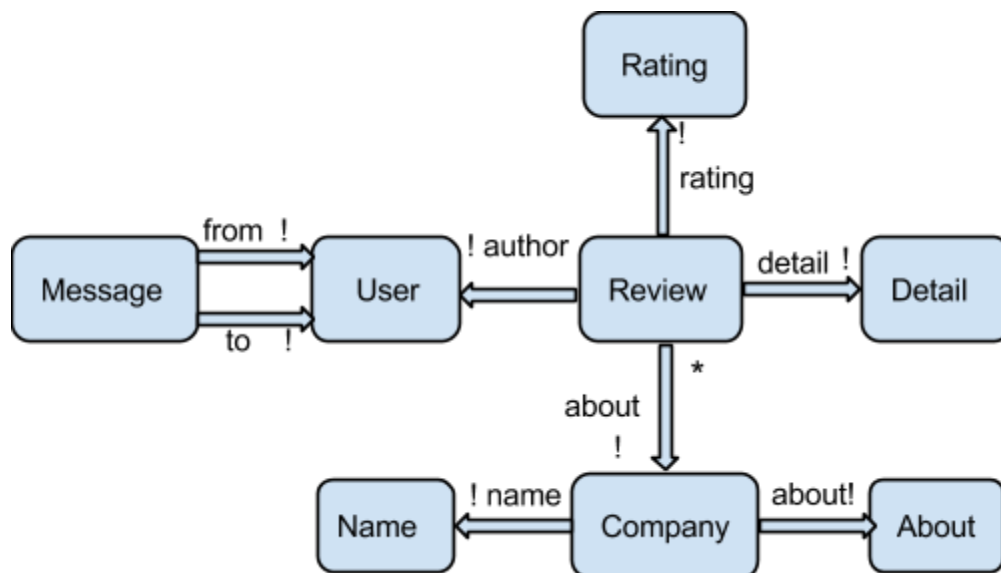 Rating
!
rating
from !
! author
detail !
Message
User
Review
Detail
to !
*
about
!
! name
about!
Name
Company
About